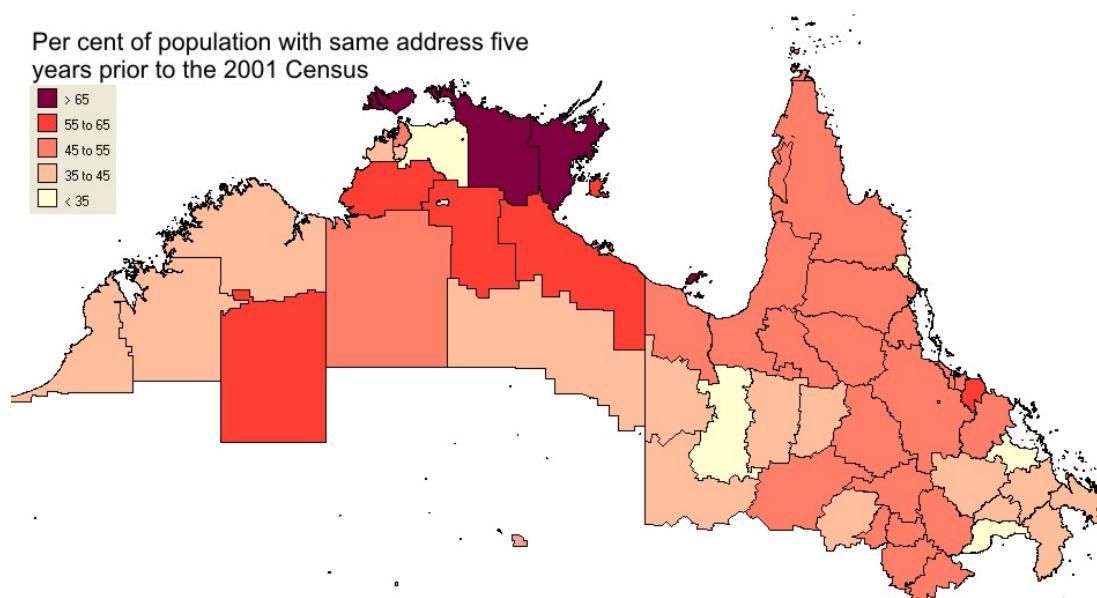 Per cent of population with same address five
years prior to the 2001 Census
> 65
55 to 65
45 to 55
35 to 45
< 35